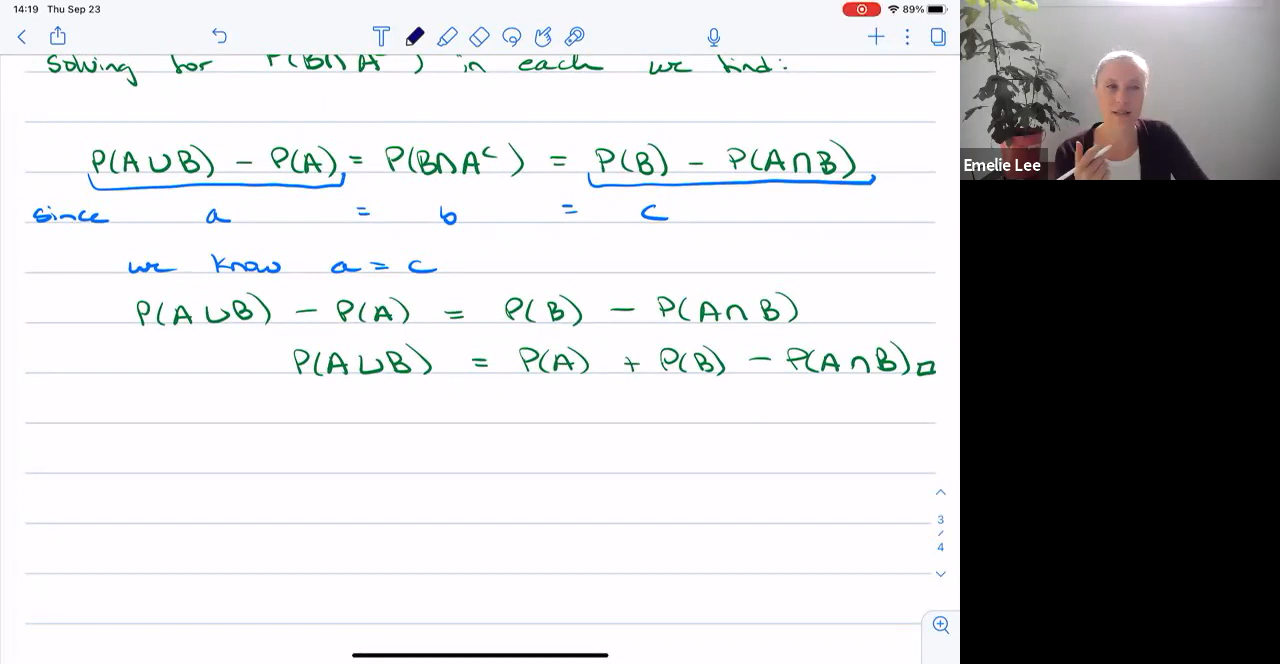 14:19 Thu Sep 23
89%
Solving for P(B∩A ) in each we find:
P(A∪B) - P(A) = P(B∩Aᶜ) = P(B) - P(A∩B)
since a = b = c
we know a = c
P(A∪B) - P(A) = P(B) - P(A∩B)
P(A∪B) = P(A) + P(B) - P(A∩B) □
Emelie Lee
3
/
4